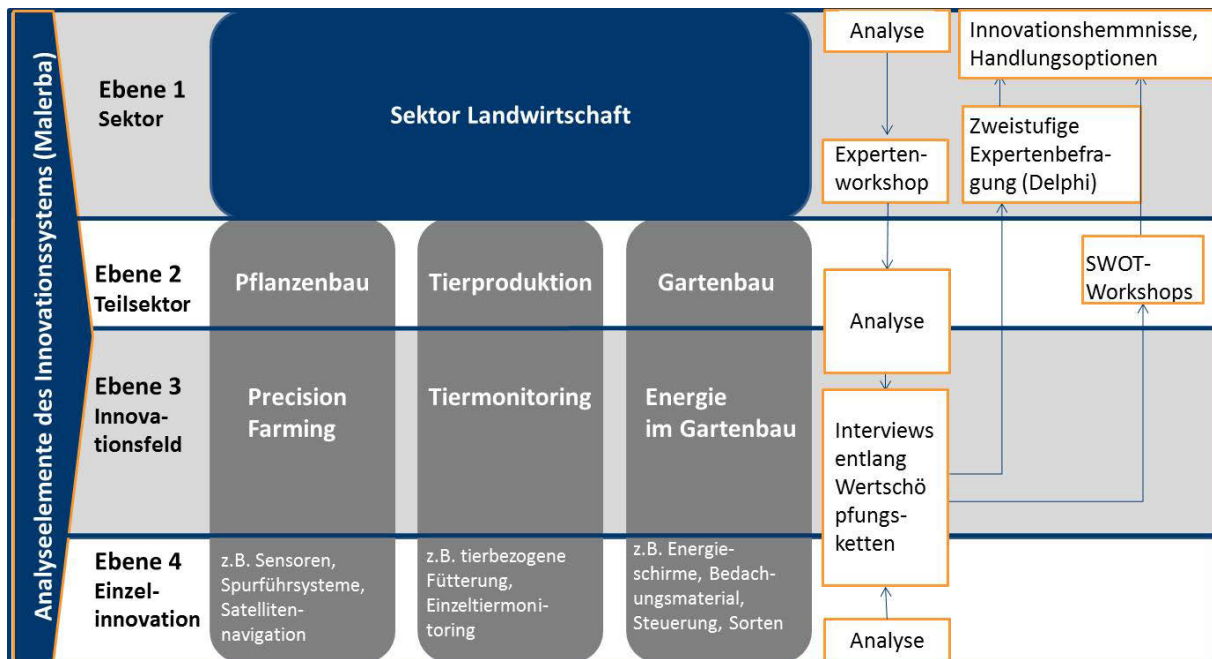 Analyseelemente des Innovationssystems (Malerba)
Ebene 1
Sektor
Sektor Landwirtschaft
Analyse
Experten-
workshop
Innovationshemmnisse,
Handlungsoptionen
Zweistufige
Expertenbefra-
gung (Delphi)
Ebene 2
Teilsektor
Pflanzenbau
Tierproduktion
Gartenbau
Analyse
SWOT-
Workshops
Ebene 3
Innova-
tionsfeld
Precision
Farming
Tiermonitoring
Energie
im Gartenbau
Interviews
entlang
Wertschö
pfungs-
ketten
Ebene 4
Einzel-
innovation
z.B. Sensoren,
Spurführsysteme,
Satelliten-
navigation
z.B. tierbezogene
Fütterung,
Einzeltiermoni-
toring
z.B. Energie-
schirme, Bedach-
ungsmaterial,
Steuerung, Sorten
Analyse